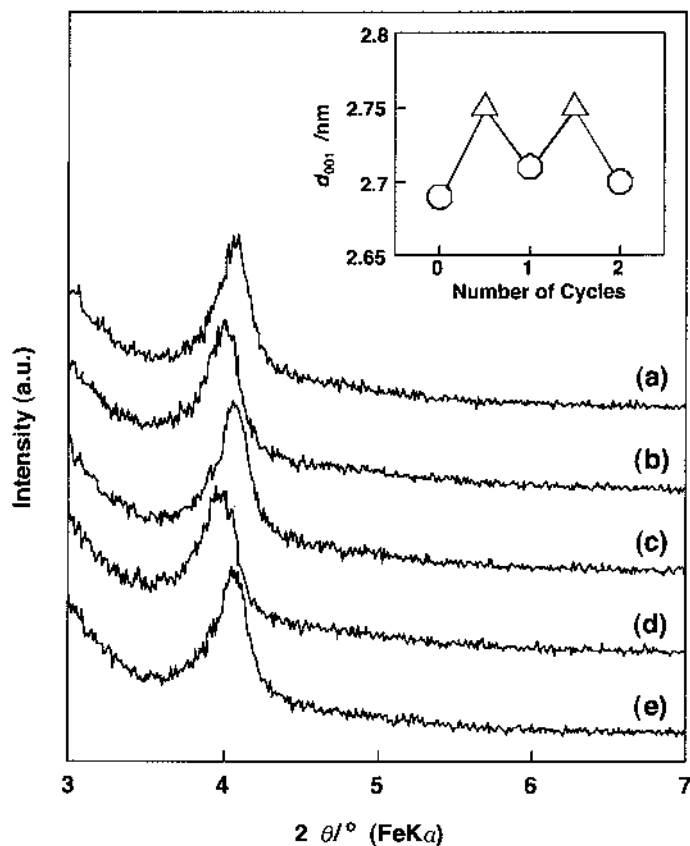 2.8
2.75
2.7
2.65
d001 /nm
0 1 2
Number of Cycles
Intensity (a.u.)
(a)
(b)
(c)
(d)
(e)
3 4 5 6 7
2 θ/° (FeKα)